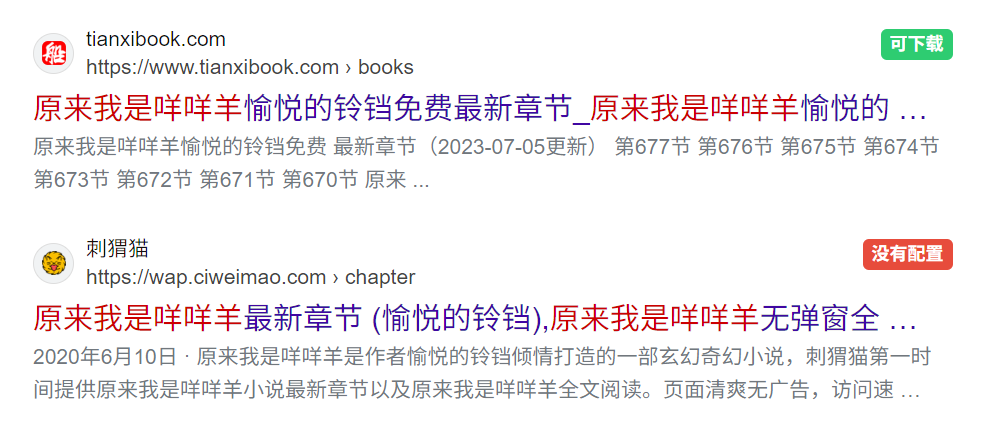 tianxibook.com
可下载
https://www.tianxibook.com › books
原来我是咩咩羊愉悦的铃铛免费最新章节_原来我是咩咩羊愉悦的 ...
原来我是咩咩羊愉悦的铃铛免费 最新章节（2023-07-05更新） 第677节 第676节 第675节 第674节
第673节 第672节 第671节 第670节 原来 ...
刺猬猫
没有配置
https://wap.ciweimao.com › chapter
原来我是咩咩羊最新章节 (愉悦的铃铛),原来我是咩咩羊无弹窗全 ...
2020年6月10日 · 原来我是咩咩羊是作者愉悦的铃铛倾情打造的一部玄幻奇幻小说，刺猬猫第一时
间提供原来我是咩咩羊小说最新章节以及原来我是咩咩羊全文阅读。页面清爽无广告，访问速 ...